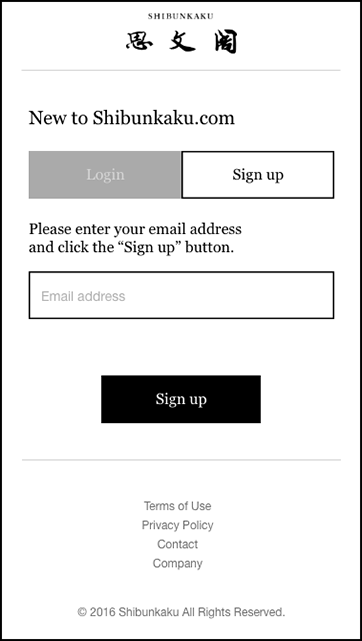 SHIBUNKAKU
思文閣
New to Shibunkaku.com
Login
Sign up
Please enter your email address
and click the “Sign up” button.
Email address
Sign up
Terms of Use
Privacy Policy
Contact
Company
© 2016 Shibunkaku All Rights Reserved.